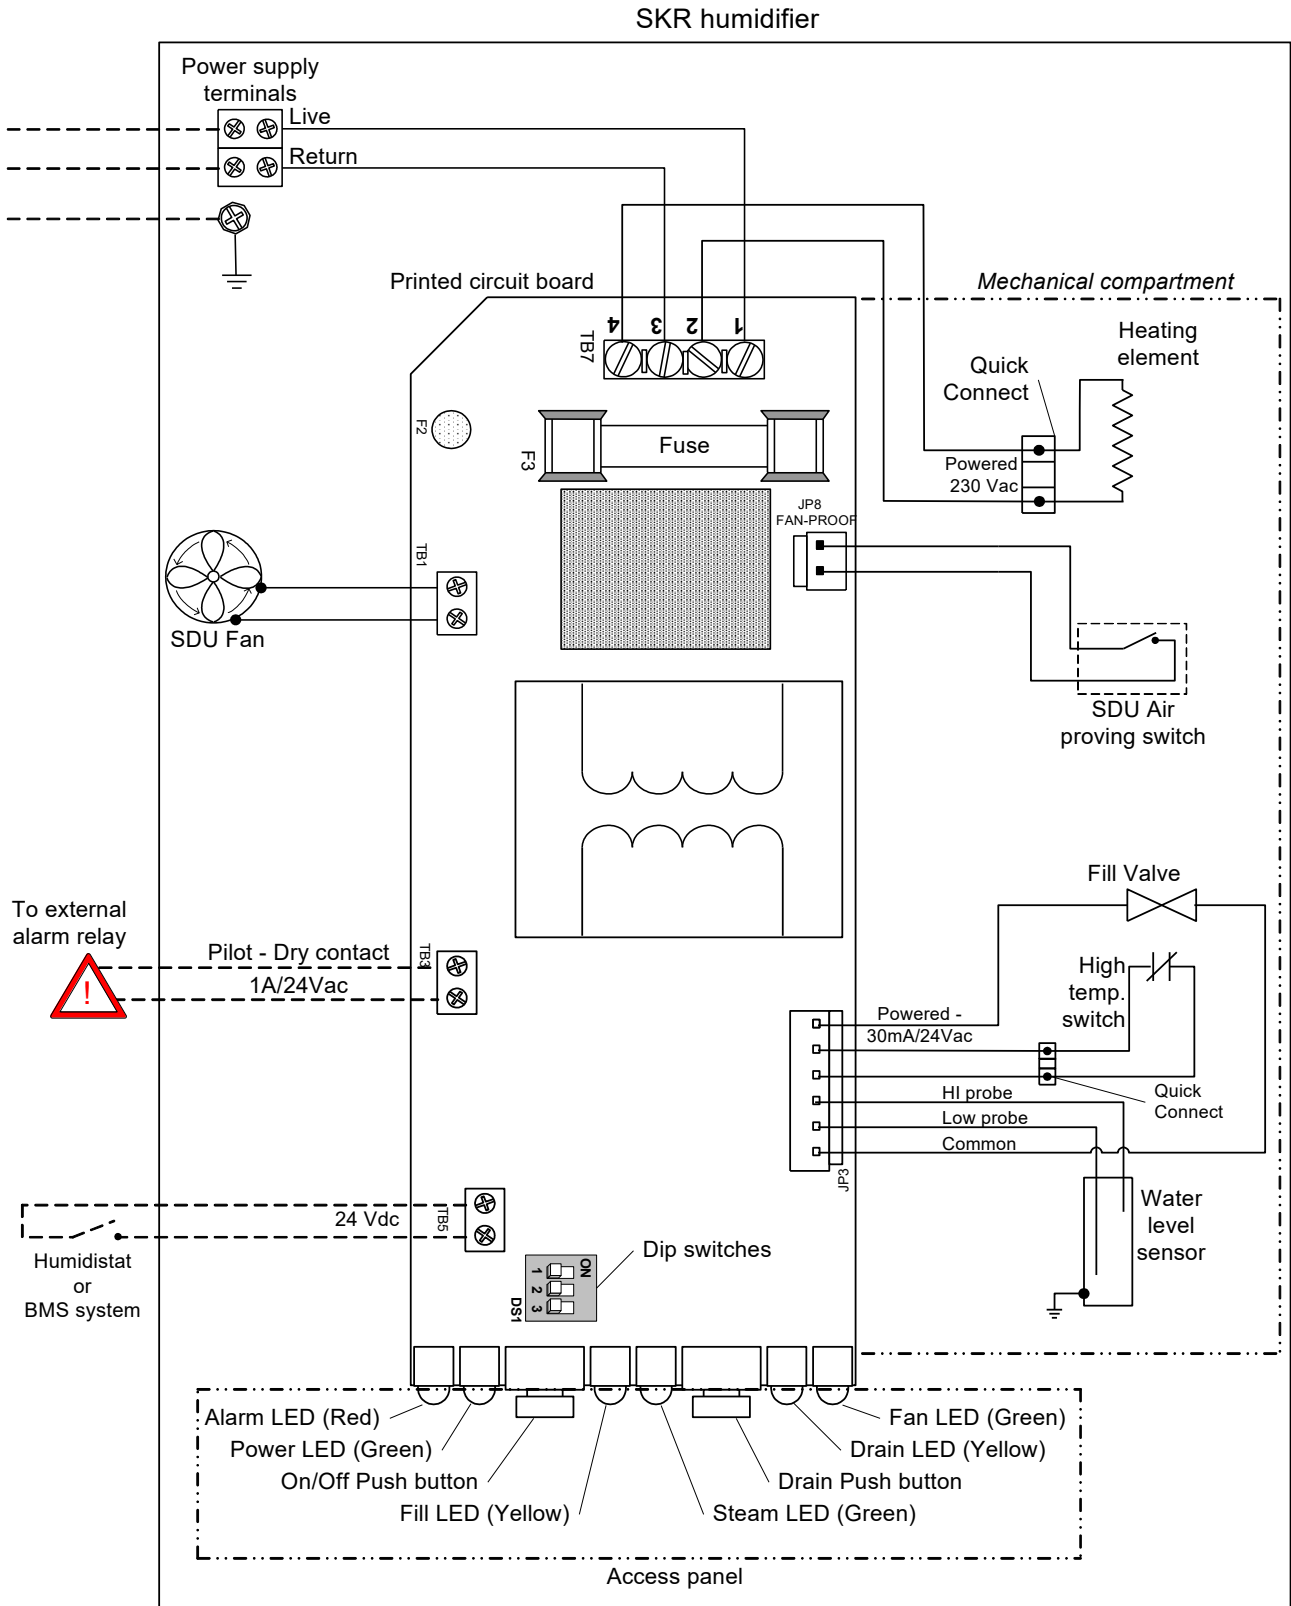 SKR humidifier
Power supply
terminals
Live
Return
Printed circuit board
Mechanical compartment
4 3 2 1
TB7
Heating
element
Quick
Connect
F2
F3
Fuse
Powered
230 Vac
JP8
FAN-PROOF
TB1
SDU Fan
SDU Air
proving switch
Fill Valve
To external
alarm relay
!
Pilot - Dry contact
1A/24Vac
TB3
High
temp.
switch
Powered -
30mA/24Vac
Quick
Connect
HI probe
Low probe
Common
JP3
Water
level
sensor
24 Vdc
TB5
Humidistat
or
BMS system
Dip switches
ON
1
2
3
DS1
Alarm LED (Red)
Fan LED (Green)
Power LED (Green)
Drain LED (Yellow)
On/Off Push button
Drain Push button
Fill LED (Yellow)
Steam LED (Green)
Access panel